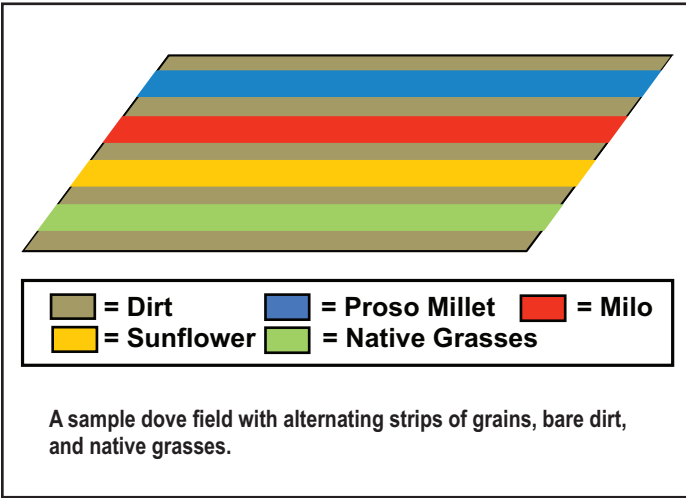 = Dirt = Proso Millet = Milo
= Sunflower = Native Grasses
A sample dove field with alternating strips of grains, bare dirt,
and native grasses.